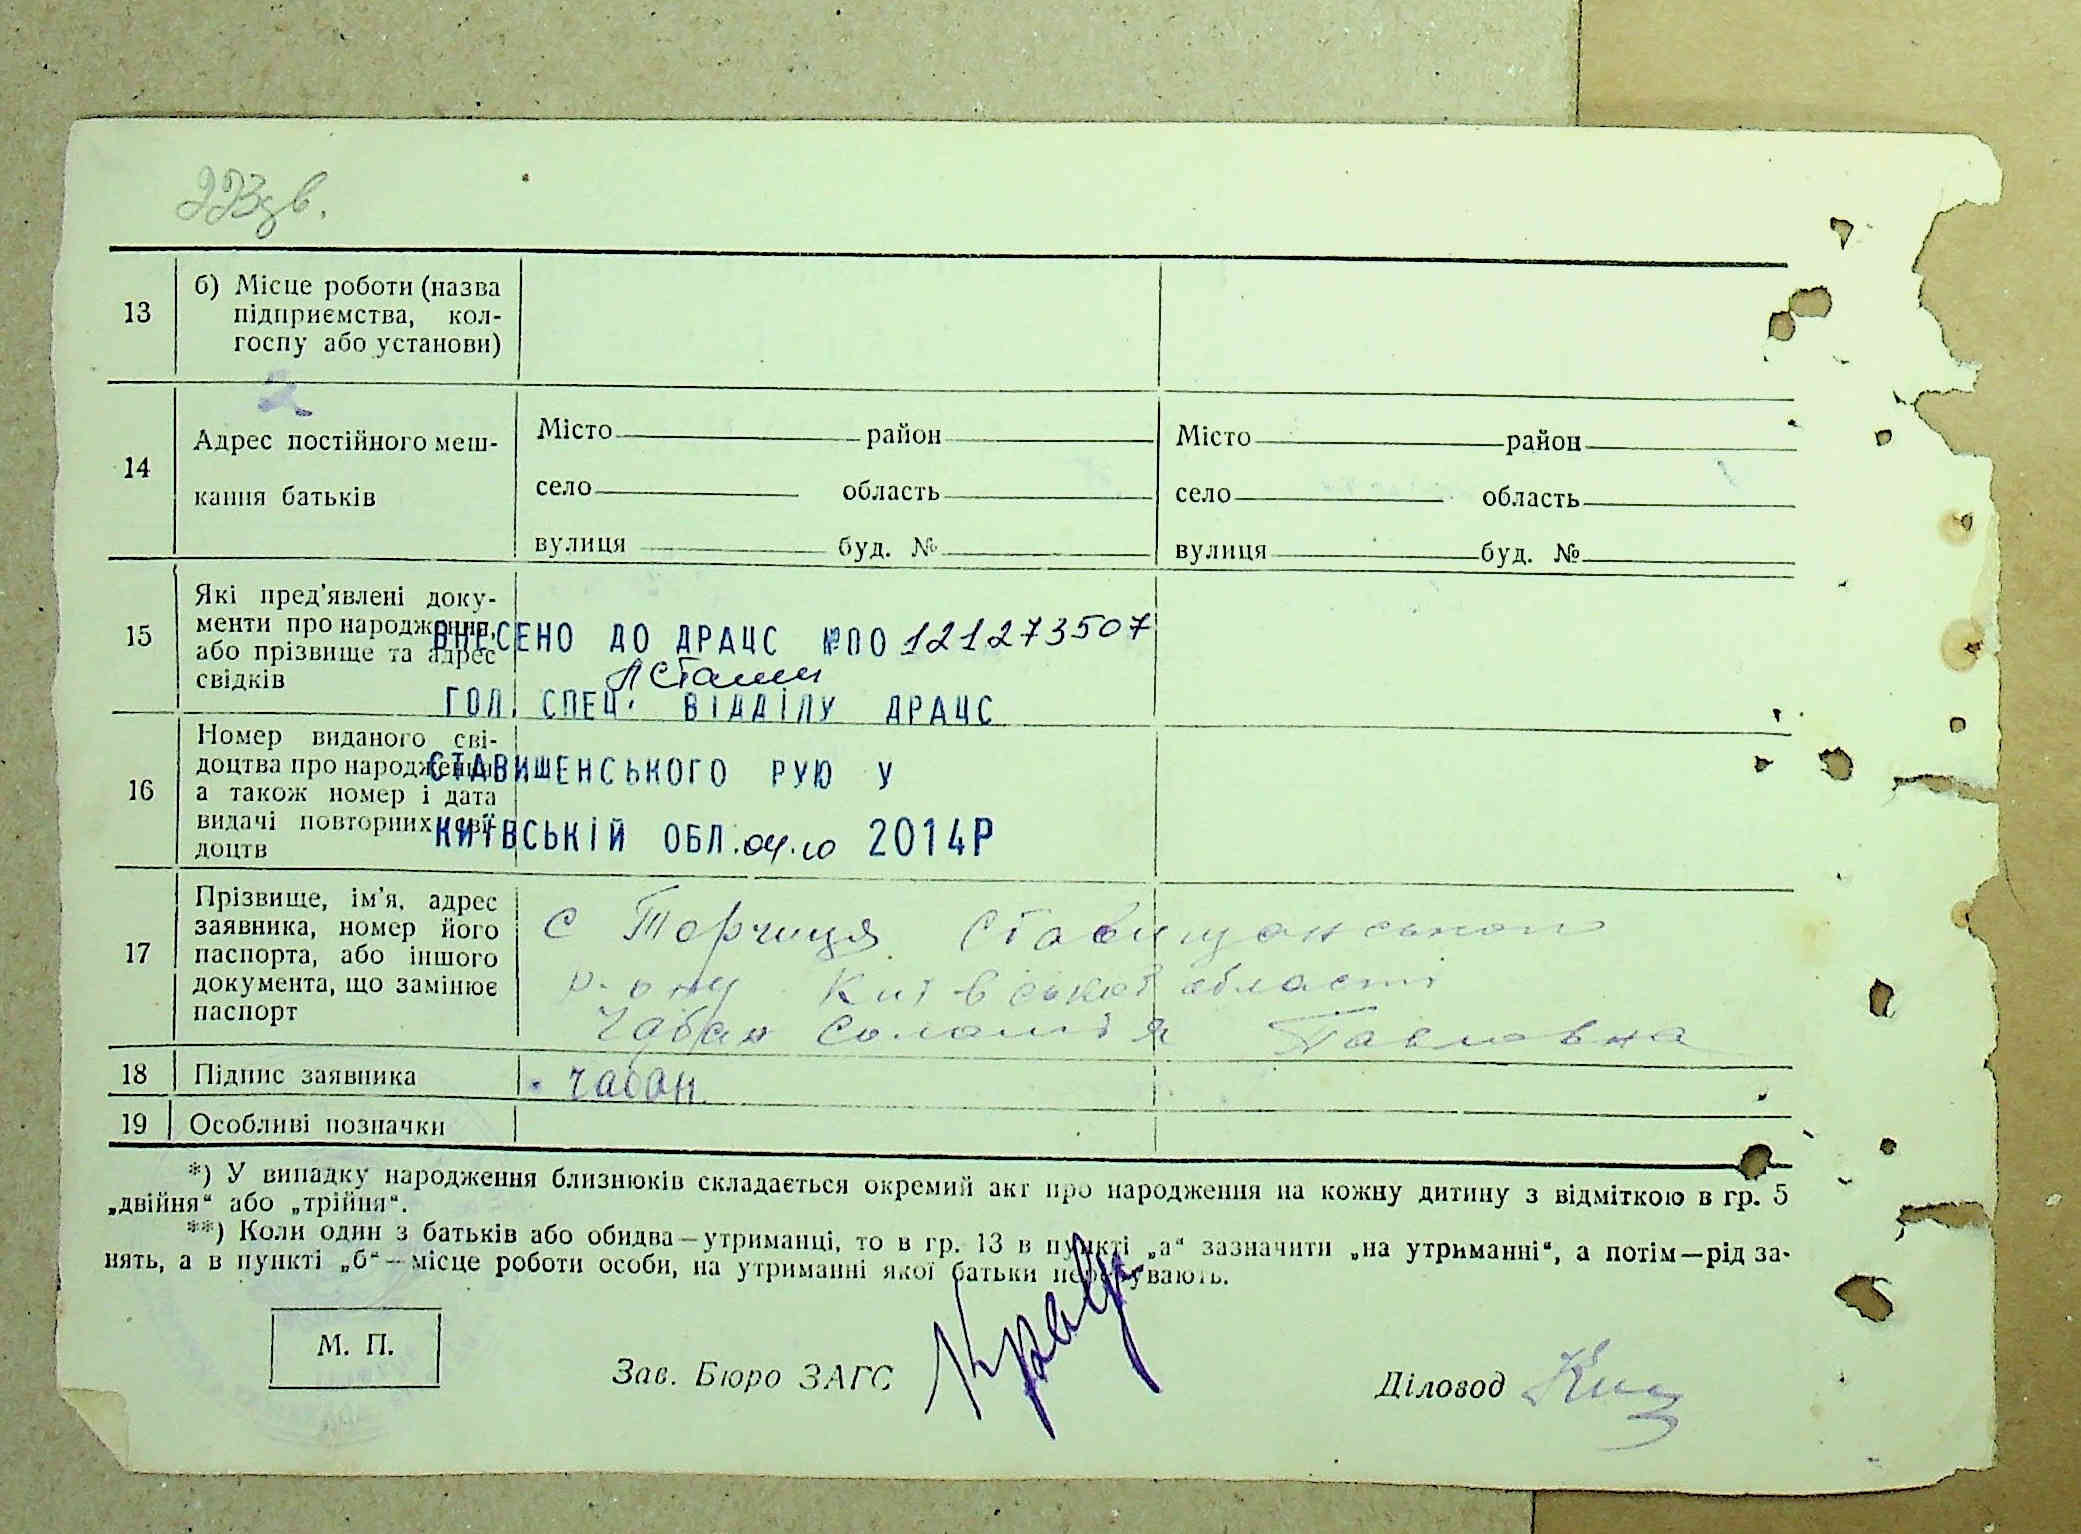 223зв.
13 б) Місце роботи (назва
підприємства, кол-
госпу або установи)
2
14 Адрес постійного меш-
кання батьків
Місто район
село область
вулиця буд. №
Місто район
село область
вулиця буд. №
15 Які пред'явлені доку-
менти про народження,
або прізвище та адрес
свідків
ВНЕСЕНО ДО ДРАЦС №ПО 00121273507
ГОЛ. СПЕЦ. ВІДДІЛУ ДРАЦС
16 Номер виданого сві-
доцтва про народження
а також номер і дата
видачі повторних сві-
доцтв
СТАВИЩЕНСЬКОГО РУЮ У
КИЇВСЬКІЙ ОБЛ. 04.10 2014Р
17 Прізвище, ім'я, адрес
заявника, номер його
паспорта, або іншого
документа, що замінює
паспорт
с Торчиця Ставищанського
р-ону Київської області
Чабан Соломія Павловна
18 Підпис заявника Чабан
19 Особливі позначки
*) У випадку народження близнюків складається окремий акт про народження на кожну дитину з відміткою в гр. 5
„двійня“ або „трійня“.
**) Коли один з батьків або обидва—утриманці, то в гр. 13 в пункті „а“ зазначити „на утриманні“, а потім—рід за-
нять, а в пункті „б“—місце роботи особи, на утриманні якої батьки перебувають.
М. П.
Зав. Бюро ЗАГС
Діловод